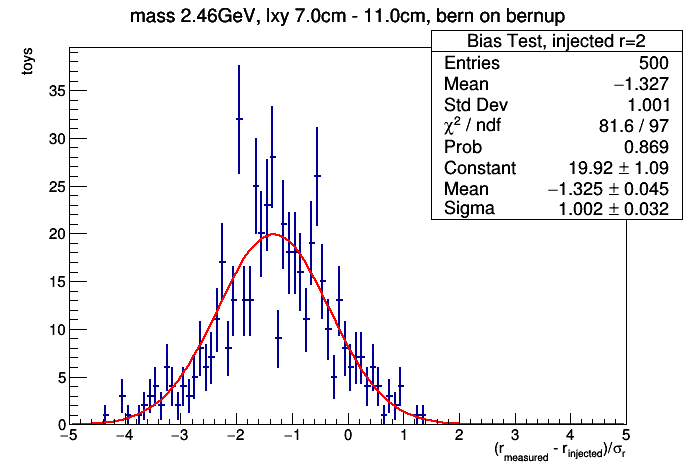 mass 2.46GeV, lxy 7.0cm - 11.0cm, bern on bernup
toys
Bias Test, injected r=2
Entries 500
Mean −1.327
Std Dev 1.001
χ² / ndf 81.6 / 97
Prob 0.869
Constant 19.92 ± 1.09
Mean −1.325 ± 0.045
Sigma 1.002 ± 0.032
35
30
25
20
15
10
5
0
−5 −4 −3 −2 −1 0 1 2 3 4 5
(r_measured - r_injected)/σ_r